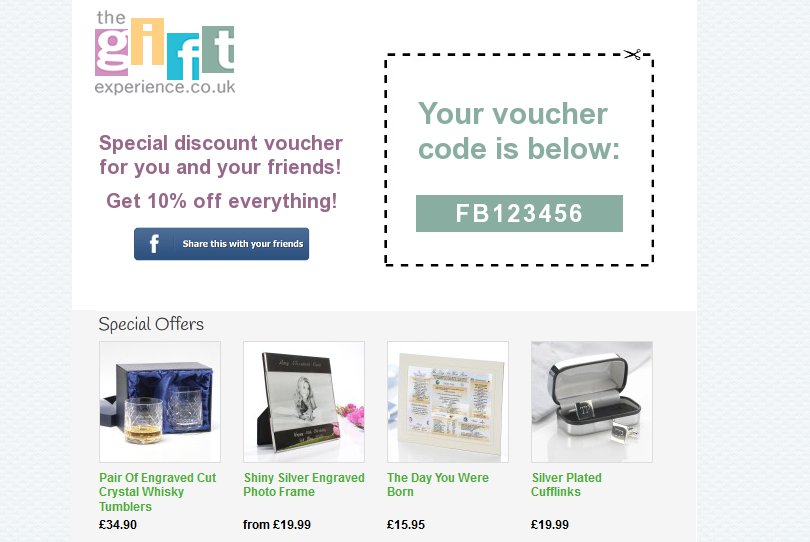 the
gift
experience.co.uk
Special discount voucher
for you and your friends!
Get 10% off everything!
f Share this with your friends
Your voucher
code is below:
FB123456
Special Offers
Pair Of Engraved Cut
Crystal Whisky
Tumblers
£34.90
Shiny Silver Engraved
Photo Frame
from £19.99
The Day You Were
Born
£15.95
Silver Plated
Cufflinks
£19.99